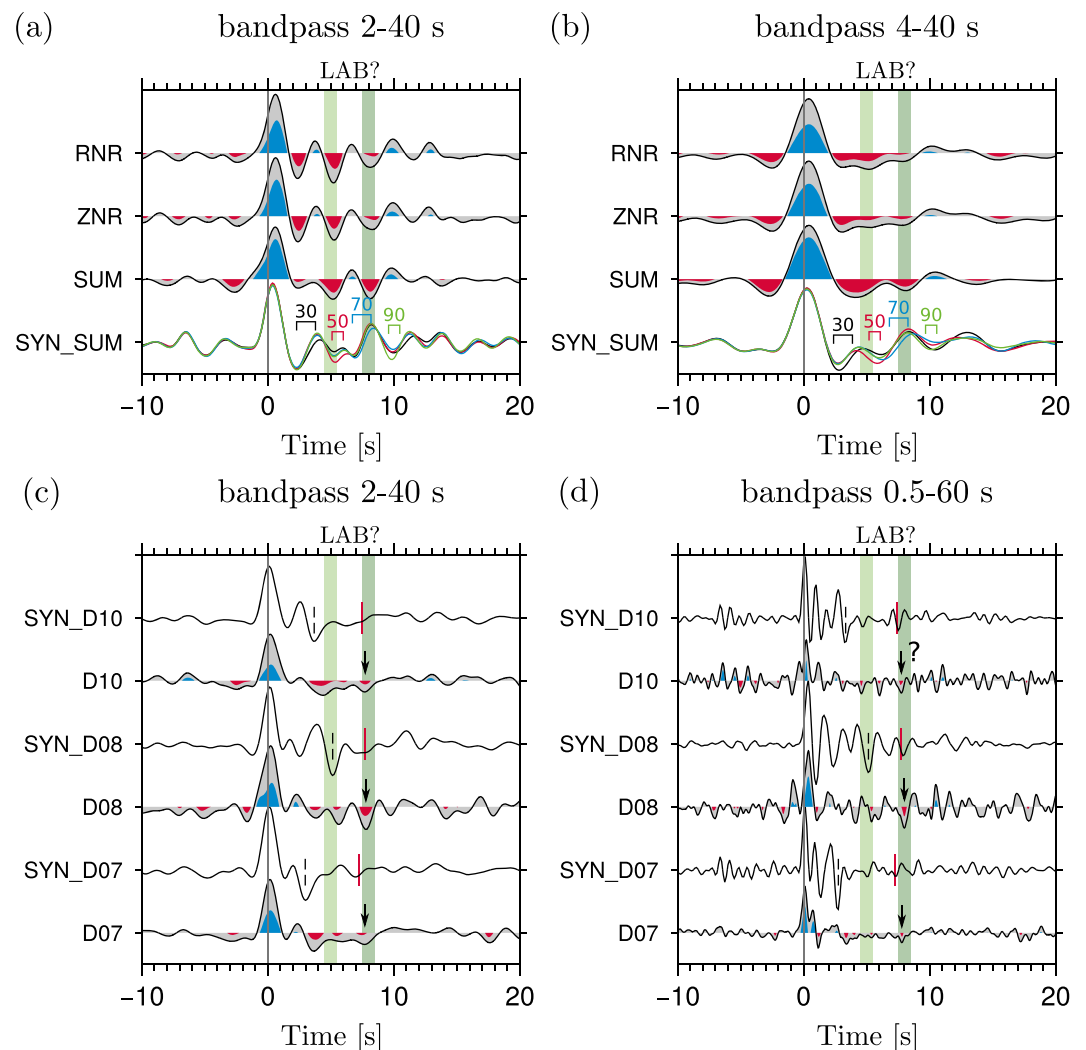 (a) bandpass 2-40 s
LAB?
RNR
ZNR
SUM
SYN_SUM
30 50 70 90
−10 0 10 20
Time [s]
(b) bandpass 4-40 s
LAB?
RNR
ZNR
SUM
SYN_SUM
30 50 70 90
−10 0 10 20
Time [s]
(c) bandpass 2-40 s
LAB?
SYN_D10
D10
SYN_D08
D08
SYN_D07
D07
−10 0 10 20
Time [s]
(d) bandpass 0.5-60 s
LAB?
SYN_D10
D10 ?
SYN_D08
D08
SYN_D07
D07
−10 0 10 20
Time [s]